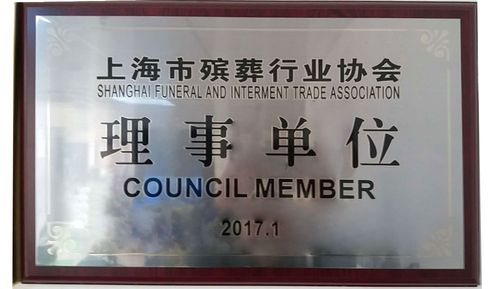 上海市殡葬行业协会
SHANGHAI FUNERAL AND INTERMENT TRADE ASSOCIATION
理事单位
COUNCIL MEMBER
2017.1